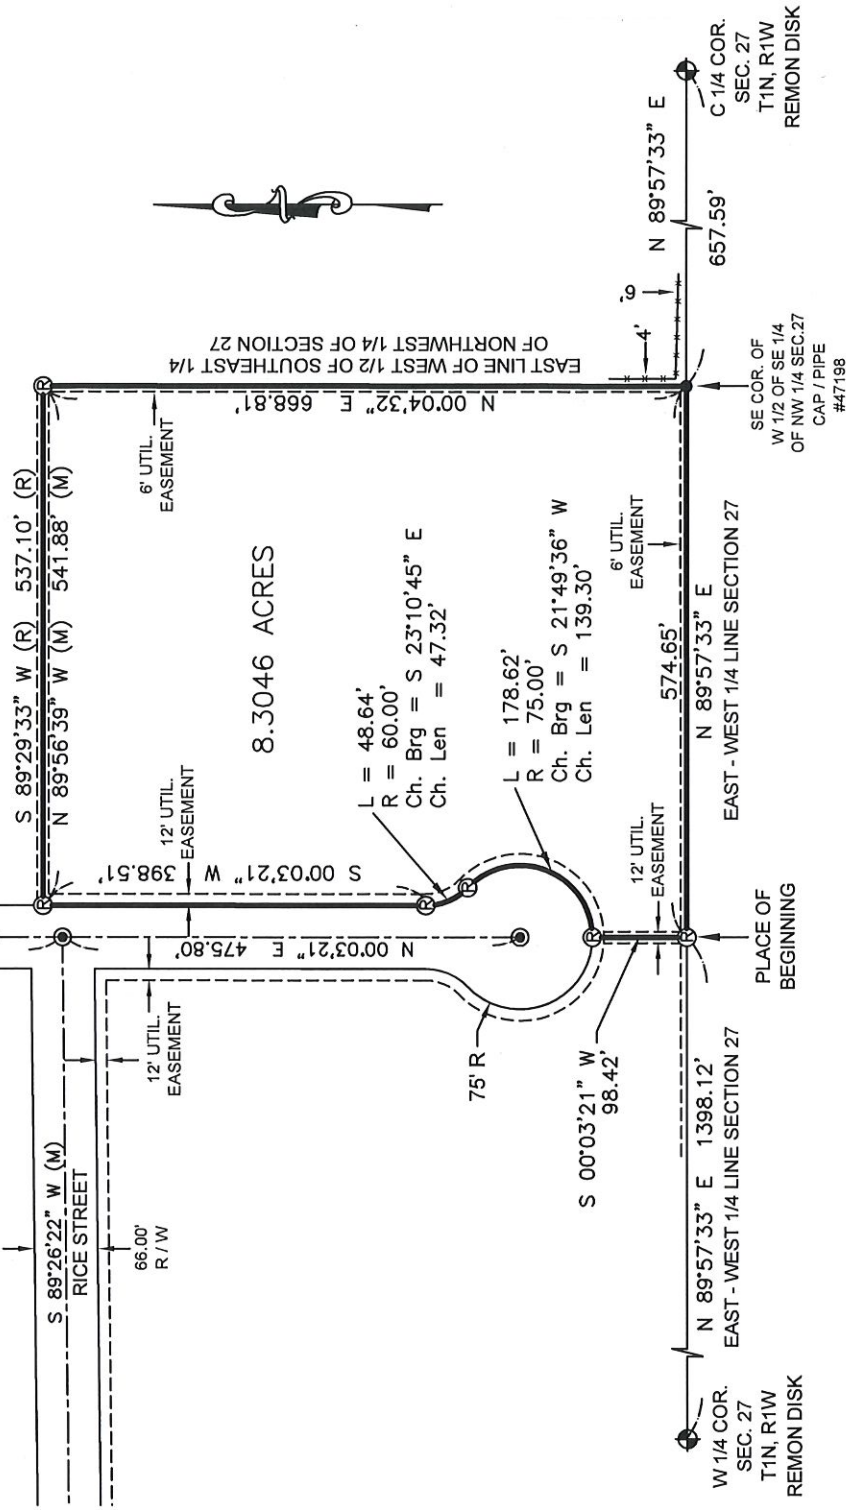 S 89°29'33" W (R) 537.10' (R)
N 89°56'39" W (M) 541.88' (M)
S 89°26'22" W (M)
RICE STREET
66.00'
R / W
12' UTIL.
EASEMENT
12' UTIL.
EASEMENT
N 00°03'21" E 475.80'
S 00°03'21" W 398.51'
8.3046 ACRES
6' UTIL.
EASEMENT
N 00°04'32" E 668.81'
EAST LINE OF WEST 1/2 OF SOUTHEAST 1/4
OF NORTHWEST 1/4 OF SECTION 27
L = 48.64'
R = 60.00'
Ch. Brg = S 23°10'45" E
Ch. Len = 47.32'
L = 178.62'
R = 75.00'
Ch. Brg = S 21°49'36" W
Ch. Len = 139.30'
75' R
S 00°03'21" W
98.42'
12' UTIL.
EASEMENT
6' UTIL.
EASEMENT
4'
6'
574.65'
N 89°57'33" E
EAST - WEST 1/4 LINE SECTION 27
N 89°57'33" E 1398.12'
EAST - WEST 1/4 LINE SECTION 27
N 89°57'33" E
657.59'
W 1/4 COR.
SEC. 27
T1N, R1W
REMON DISK
PLACE OF
BEGINNING
SE COR. OF
W 1/2 OF SE 1/4
OF NW 1/4 SEC.27
CAP / PIPE
#47198
C 1/4 COR.
SEC. 27
T1N, R1W
REMON DISK
R
R
R
R
R
R
N